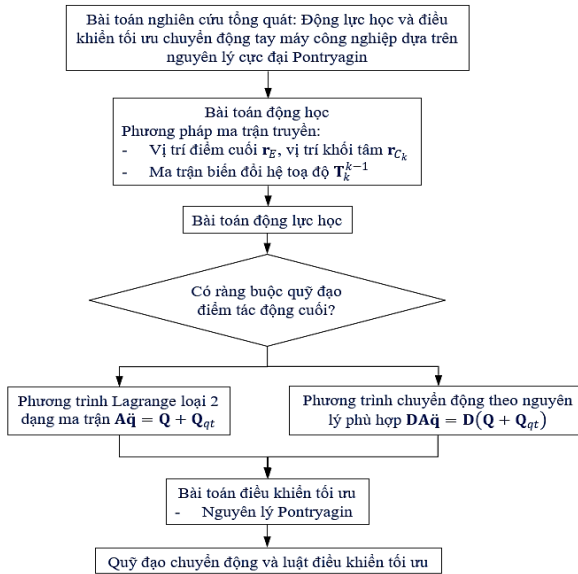 Bài toán nghiên cứu tổng quát: Động lực học và điều
khiển tối ưu chuyển động tay máy công nghiệp dựa trên
nguyên lý cực đại Pontryagin
Bài toán động học
Phương pháp ma trận truyền:
- Vị trí điểm cuối r_E, vị trí khối tâm r_{C_k}
- Ma trận biến đổi hệ toạ độ T_k^{k−1}
Bài toán động lực học
Có ràng buộc quỹ đạo
điểm tác động cuối?
Phương trình Lagrange loại 2
dạng ma trận Aq̈ = Q + Q_{qt}
Phương trình chuyển động theo nguyên
lý phù hợp DAq̈ = D(Q + Q_{qt})
Bài toán điều khiển tối ưu
- Nguyên lý Pontryagin
Quỹ đạo chuyển động và luật điều khiển tối ưu